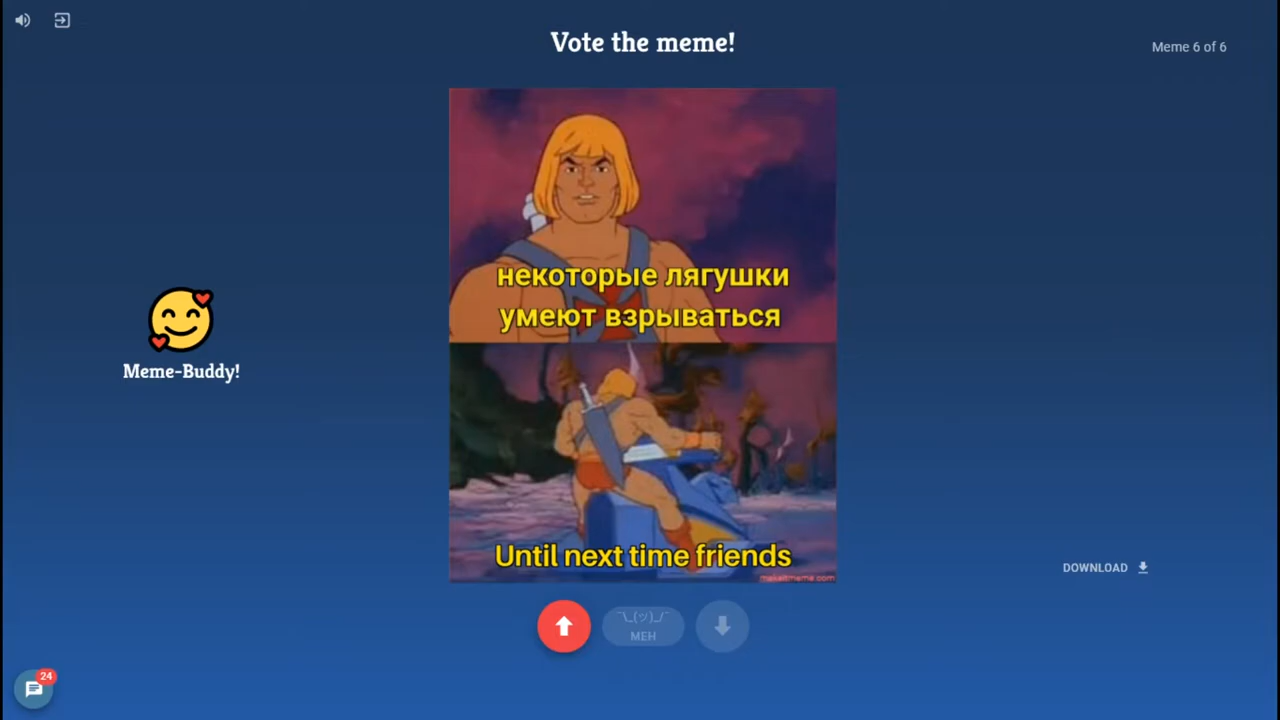 Vote the meme!
Meme 6 of 6
некоторые лягушки
умеют взрываться
Meme-Buddy!
Until next time friends
makeitmeme.com
DOWNLOAD
¯\_(ツ)_/¯
MEH
24